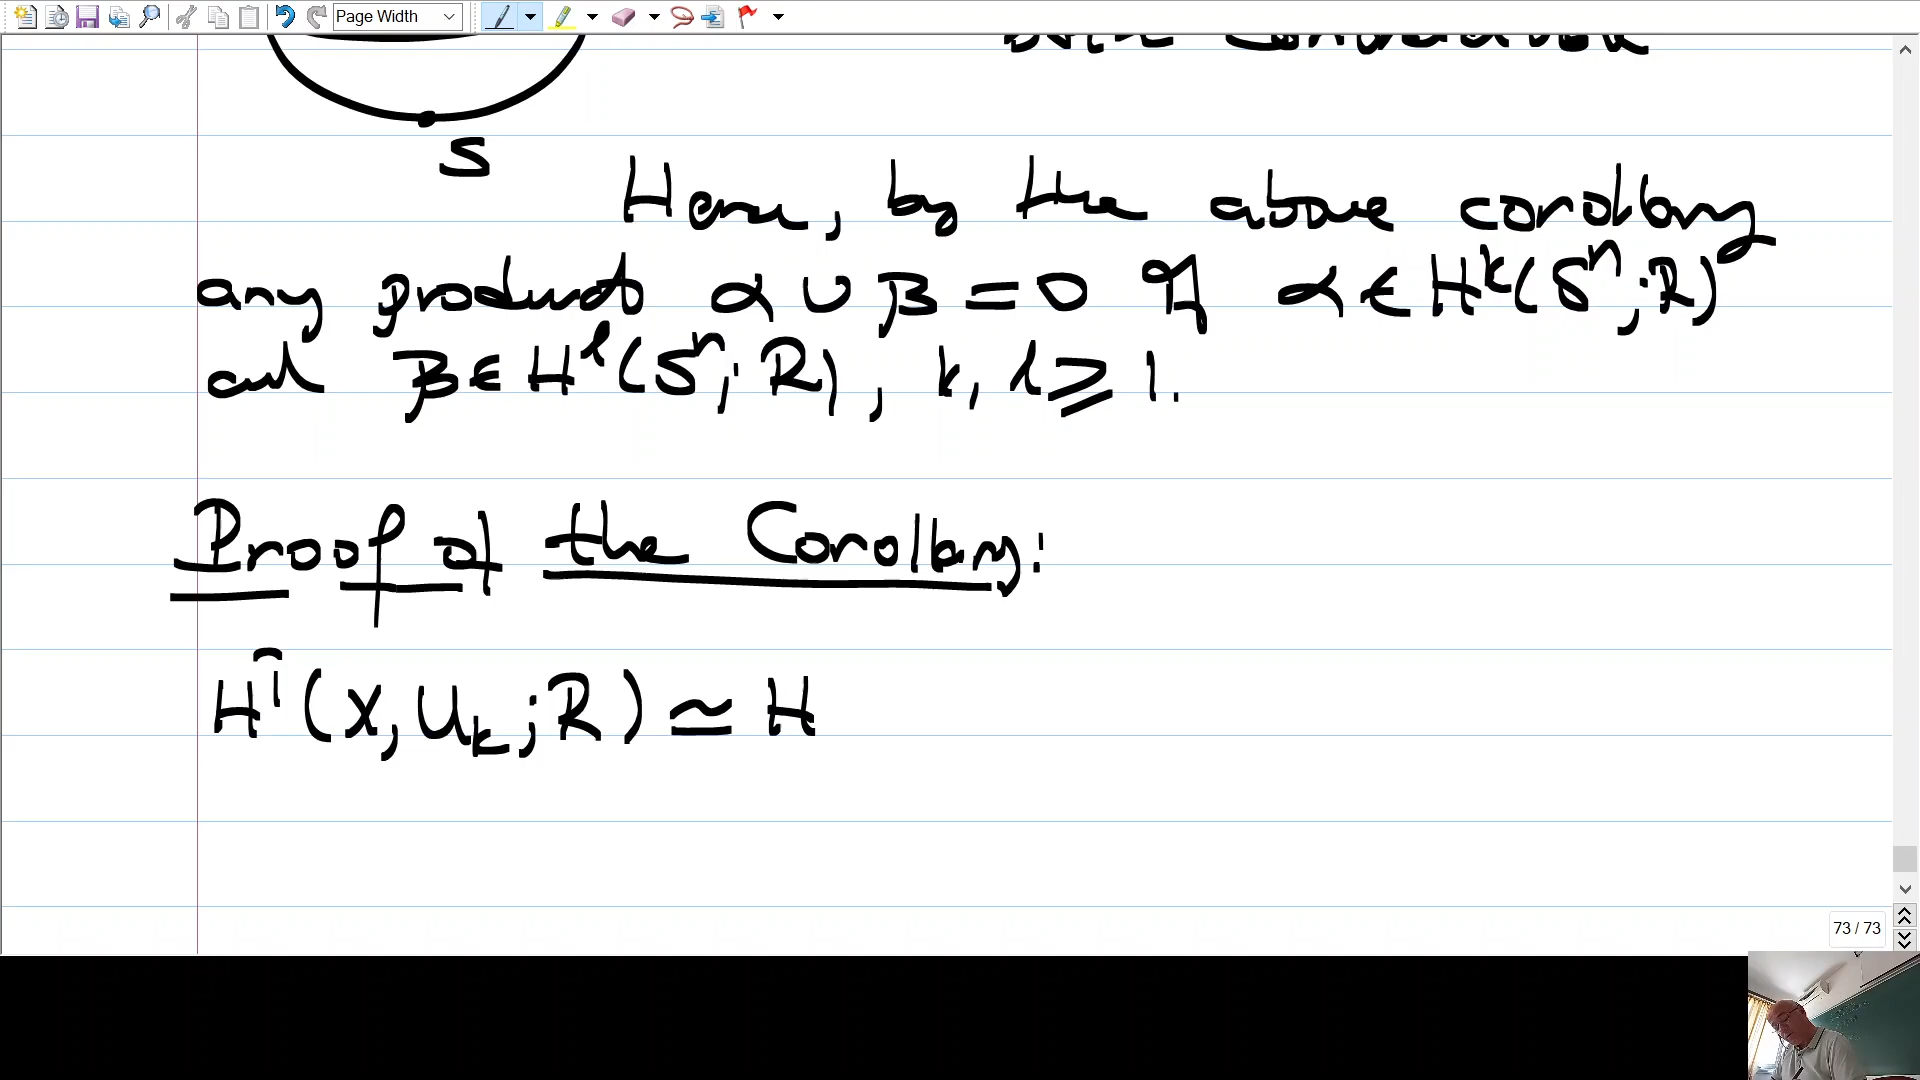 Page Width
S
Hence, by the above corollary
any products α ∪ β = 0 if α ∈ H^k(S^n; R)
and β ∈ H^l(S^n; R), k, l ⩾ 1.
Proof of the Corollary:
H^i(X, U_k; R) ≃ H
73 / 73